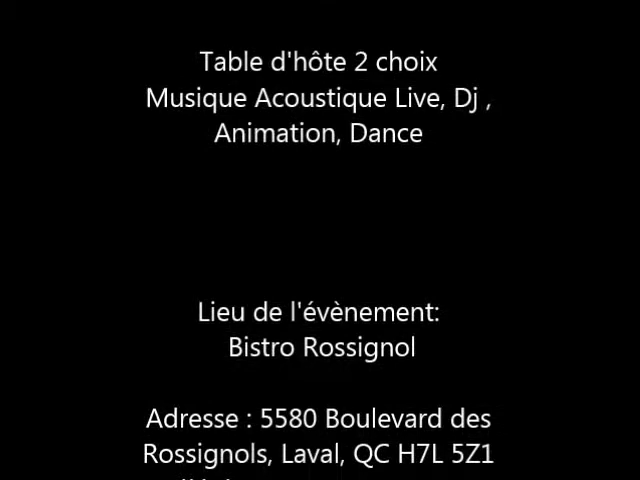 Table d'hôte 2 choix
Musique Acoustique Live, Dj ,
Animation, Dance
Lieu de l'évènement:
Bistro Rossignol
Adresse : 5580 Boulevard des
Rossignols, Laval, QC H7L 5Z1